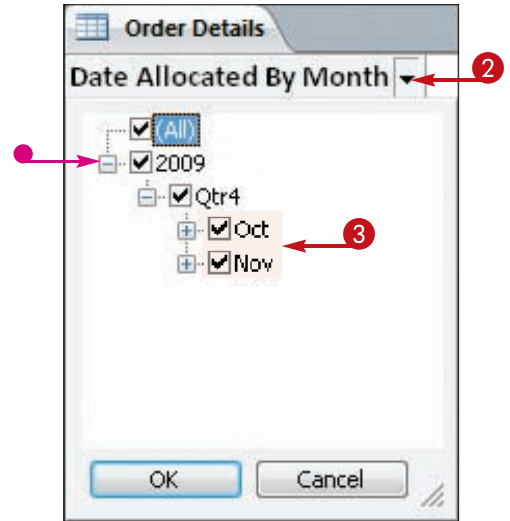 Order Details
Date Allocated By Month
2
(All)
2009
Qtr4
Oct
3
Nov
OK Cancel